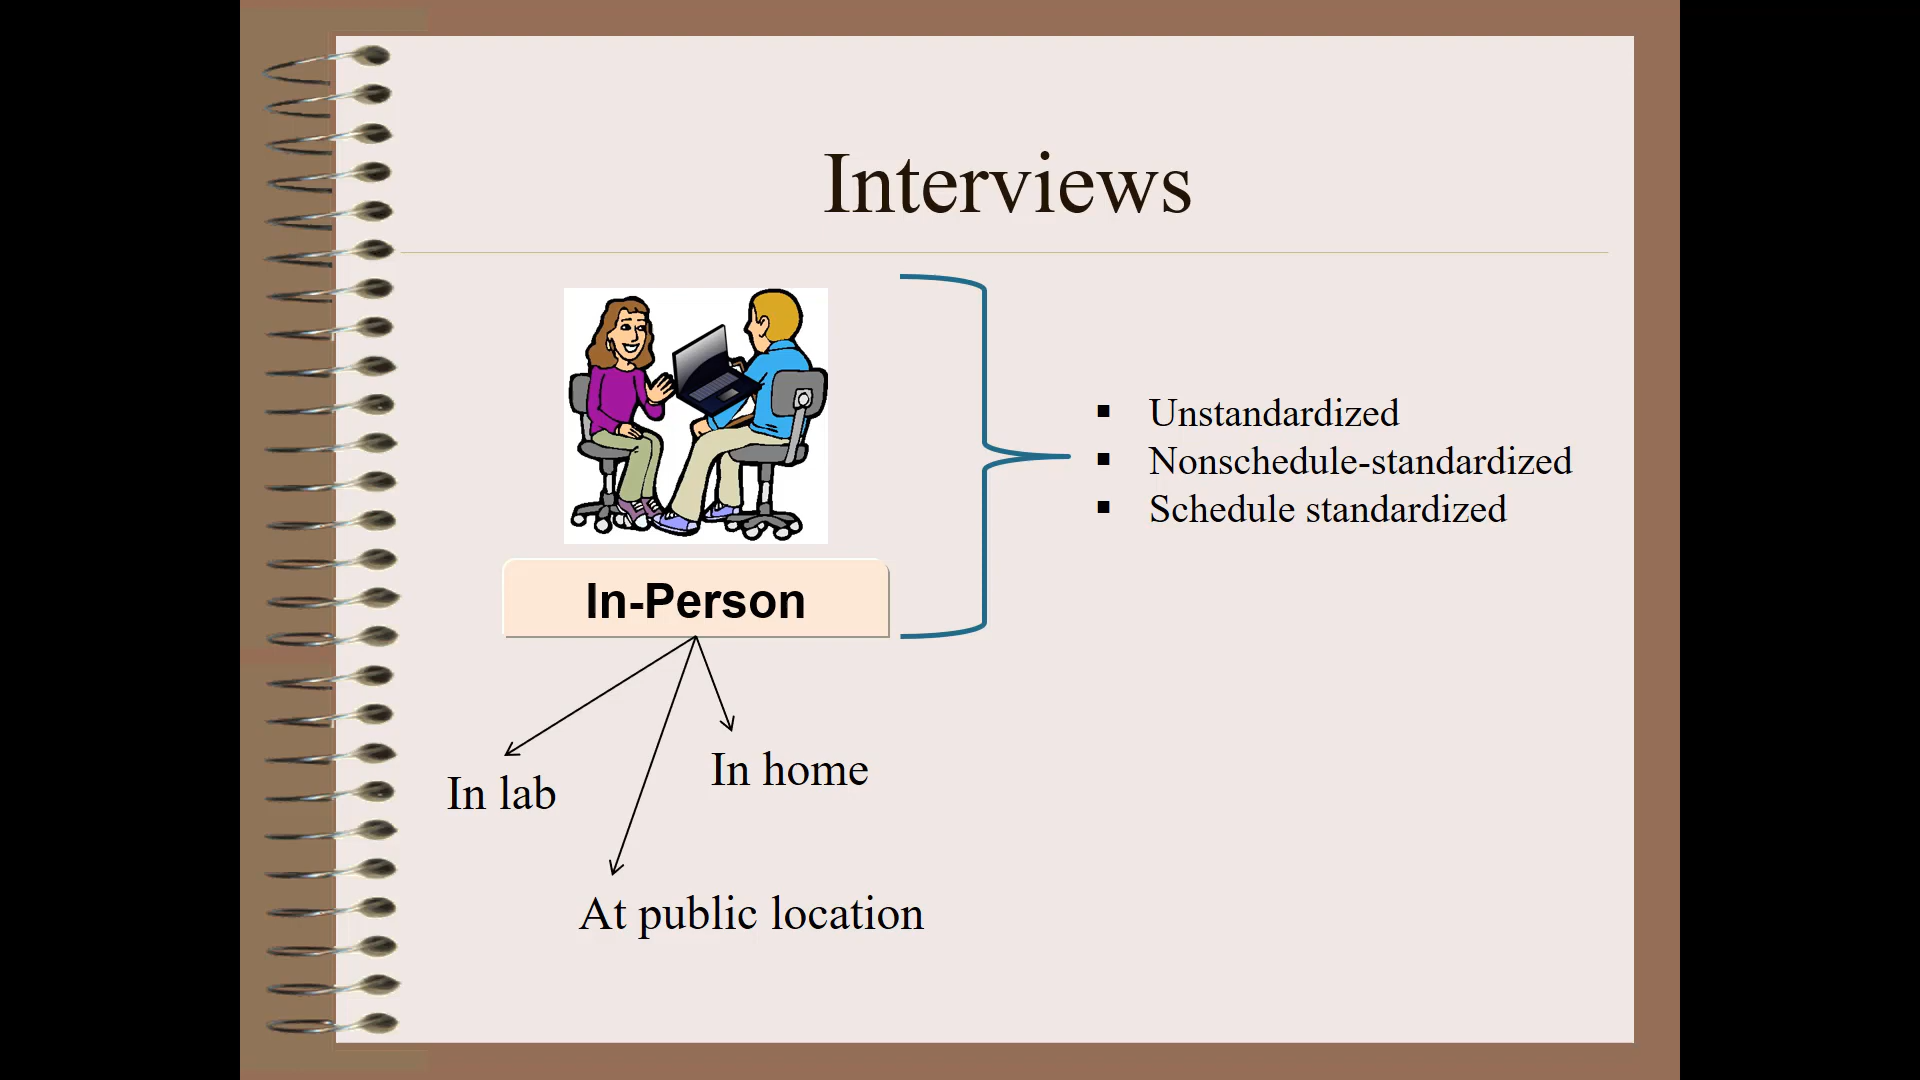 Interviews
Unstandardized
Nonschedule-standardized
Schedule standardized
In-Person
In home
In lab
At public location